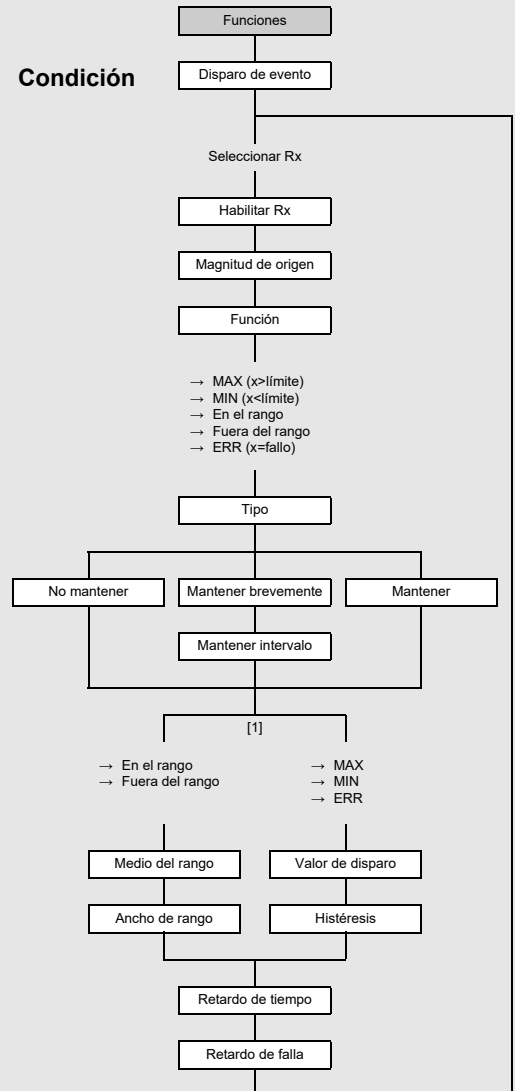 Funciones
Condición
Disparo de evento
Seleccionar Rx
Habilitar Rx
Magnitud de origen
Función
→ MAX (x>límite)
→ MIN (x<límite)
→ En el rango
→ Fuera del rango
→ ERR (x=fallo)
Tipo
No mantener
Mantener brevemente
Mantener
Mantener intervalo
[1]
→ En el rango
→ Fuera del rango
→ MAX
→ MIN
→ ERR
Medio del rango
Valor de disparo
Ancho de rango
Histéresis
Retardo de tiempo
Retardo de falla